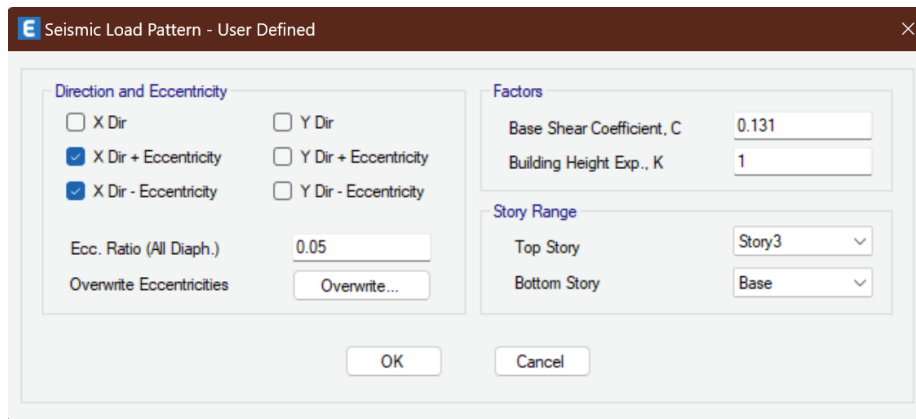 E Seismic Load Pattern - User Defined
Direction and Eccentricity
X Dir
Y Dir
X Dir + Eccentricity
Y Dir + Eccentricity
X Dir - Eccentricity
Y Dir - Eccentricity
Ecc. Ratio (All Diaph.) 0.05
Overwrite Eccentricities Overwrite...
Factors
Base Shear Coefficient, C 0.131
Building Height Exp., K 1
Story Range
Top Story Story3
Bottom Story Base
OK Cancel